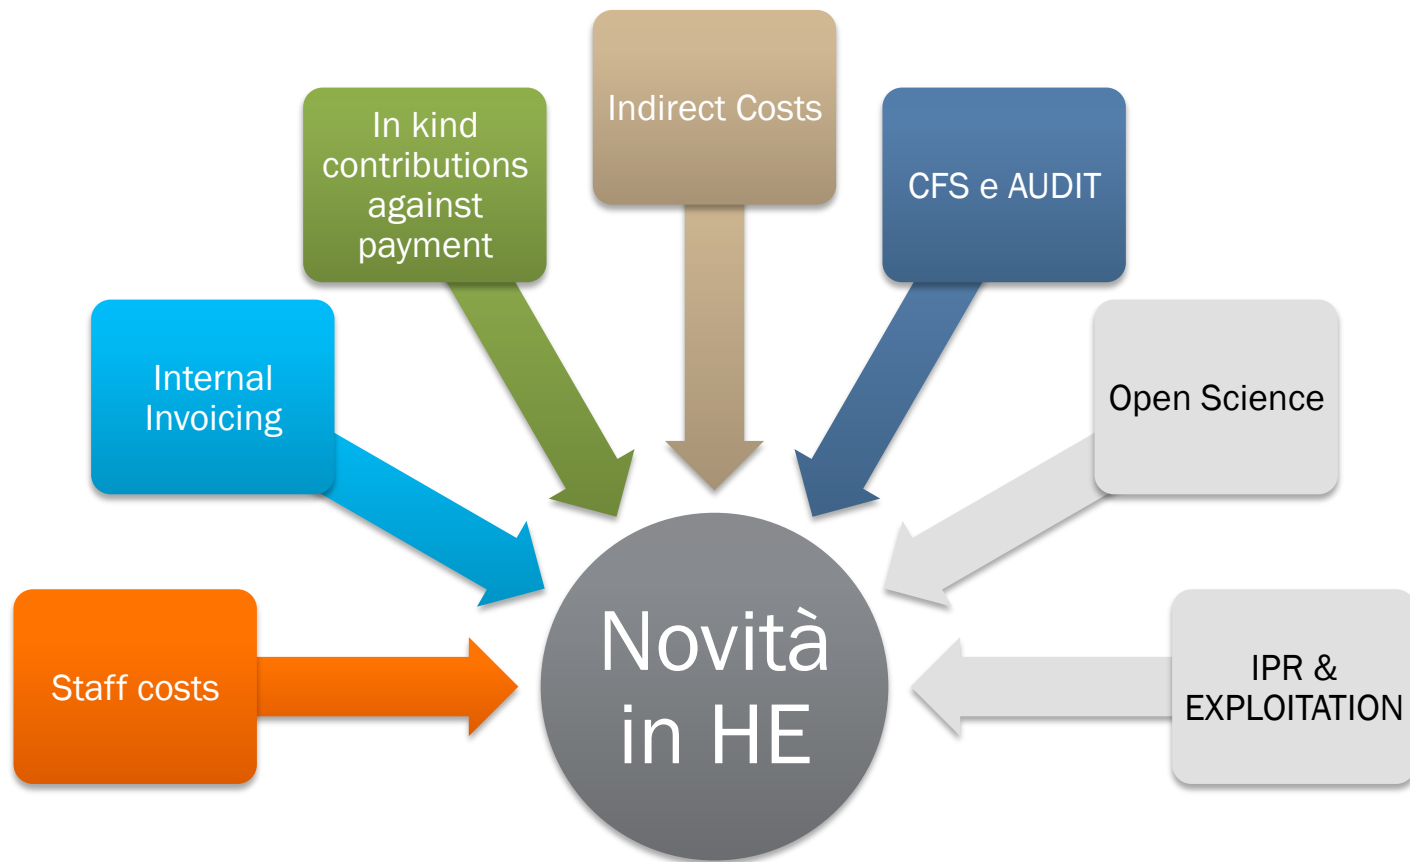 Indirect Costs
In kind
contributions
against
payment
CFS e AUDIT
Internal
Invoicing
Open Science
Staff costs
Novità
in HE
IPR &
EXPLOITATION